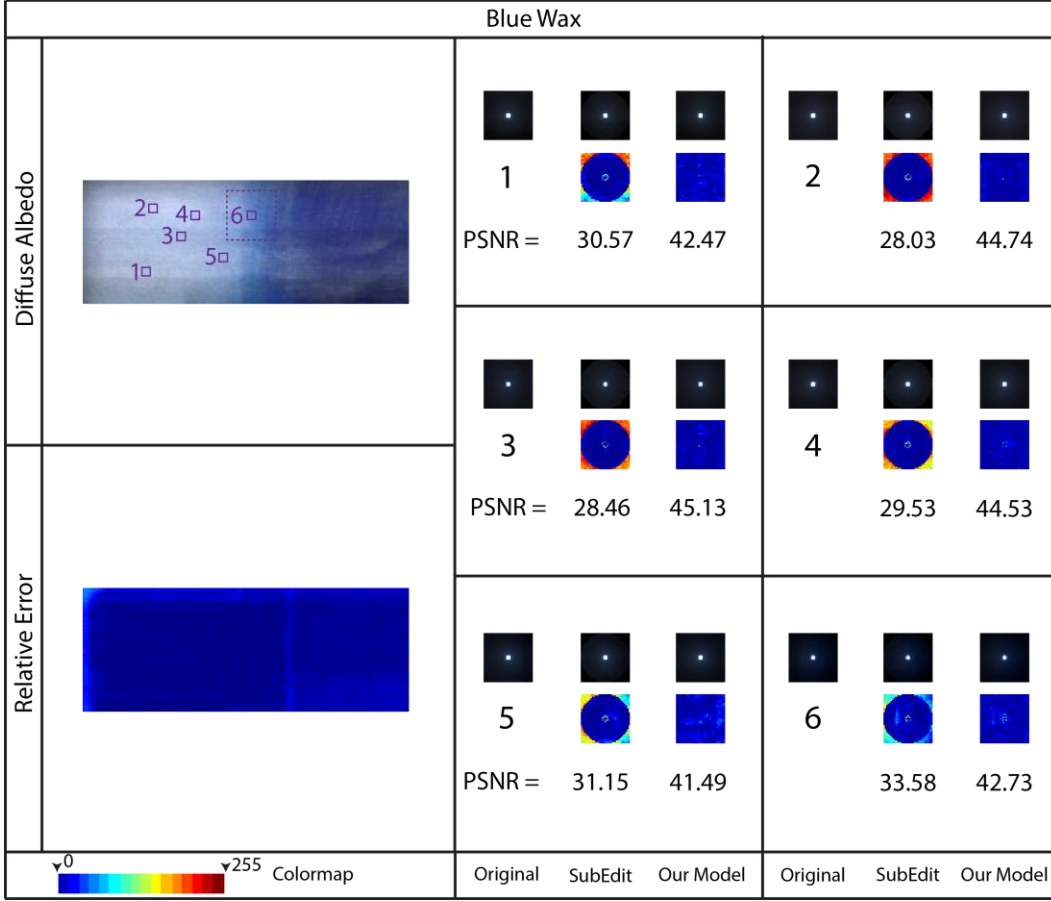 Blue Wax
Diffuse Albedo
2
4
6
3
5
1
1
PSNR = 30.57 42.47
2
28.03 44.74
3
PSNR = 28.46 45.13
4
29.53 44.53
Relative Error
5
PSNR = 31.15 41.49
6
33.58 42.73
0 255 Colormap
Original SubEdit Our Model Original SubEdit Our Model